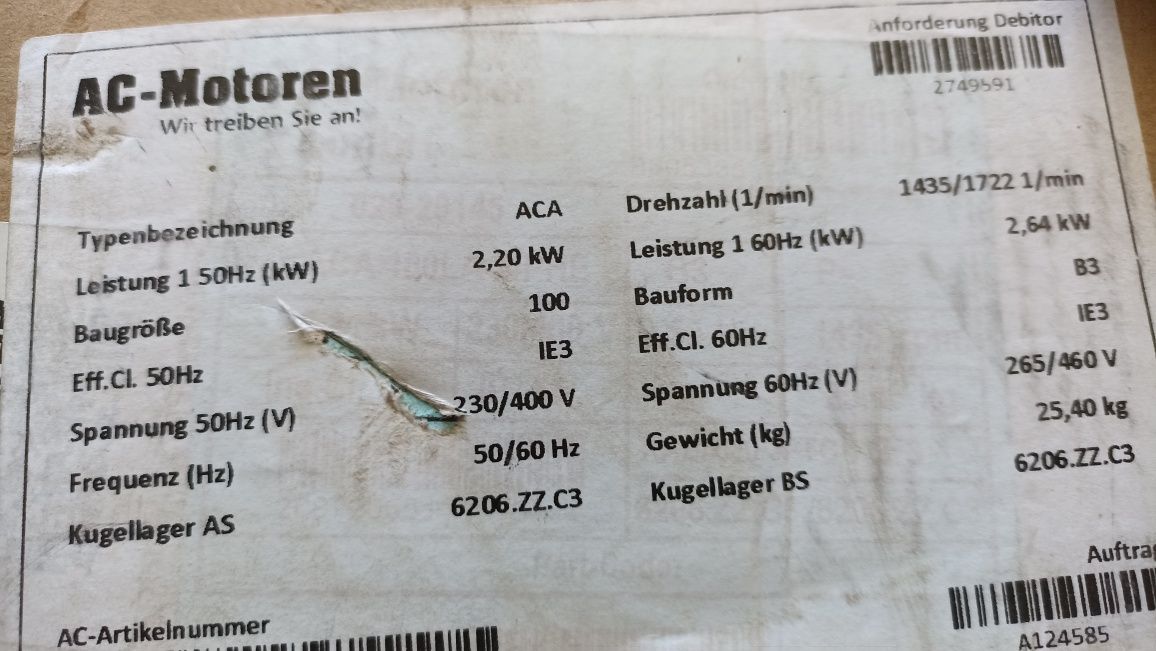 Anforderung Debitor
AC-Motoren
2749591
Wir treiben Sie an!
Typenbezeichnung ACA Drehzahl (1/min) 1435/1722 1/min
Leistung 1 50Hz (kW) 2,20 kW Leistung 1 60Hz (kW) 2,64 kW
Baugröße 100 Bauform B3
Eff.Cl. 50Hz IE3 Eff.Cl. 60Hz IE3
Spannung 50Hz (V) 230/400 V Spannung 60Hz (V) 265/460 V
Frequenz (Hz) 50/60 Hz Gewicht (kg) 25,40 kg
Kugellager AS 6206.ZZ.C3 Kugellager BS 6206.ZZ.C3
Auftrag
AC-Artikelnummer
A124585